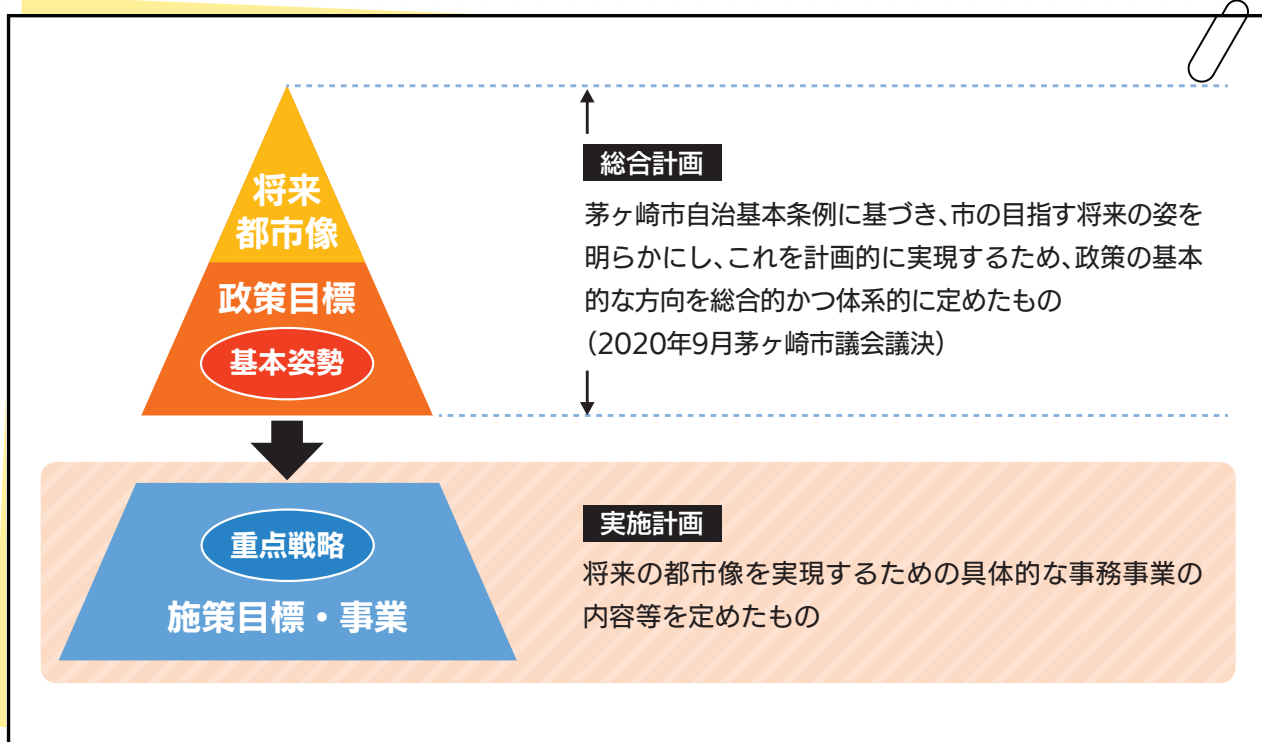 将来
都市像
政策目標
基本姿勢
総合計画
茅ヶ崎市自治基本条例に基づき、市の目指す将来の姿を
明らかにし、これを計画的に実現するため、政策の基本
的な方向を総合的かつ体系的に定めたもの
（2020年9月茅ヶ崎市議会議決）
重点戦略
施策目標・事業
実施計画
将来の都市像を実現するための具体的な事務事業の
内容等を定めたもの